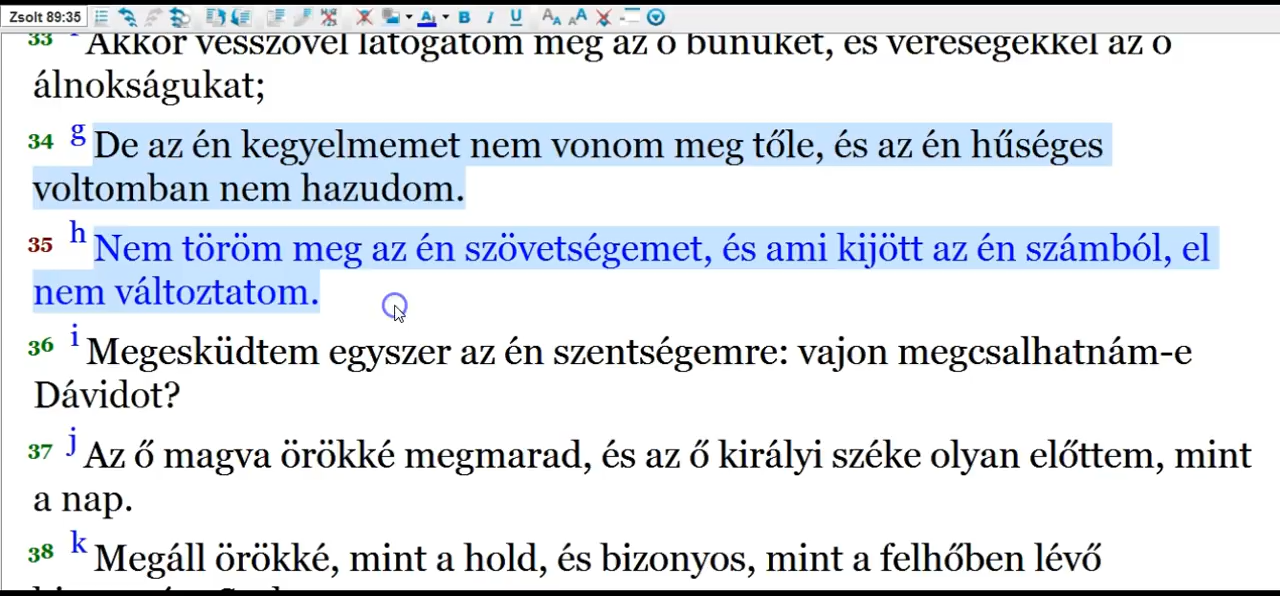 Zsolt 89:35
33 Akkor vesszővel látogatom meg az ő bűnüket, és vereségekkel az ő
álnokságukat;
34 g De az én kegyelmemet nem vonom meg tőle, és az én hűséges
voltomban nem hazudom.
35 h Nem töröm meg az én szövetségemet, és ami kijött az én számból, el
nem változtatom.
36 i Megesküdtem egyszer az én szentségemre: vajon megcsalhatnám-e
Dávidot?
37 j Az ő magva örökké megmarad, és az ő királyi széke olyan előttem, mint
a nap.
38 k Megáll örökké, mint a hold, és bizonyos, mint a felhőben lévő